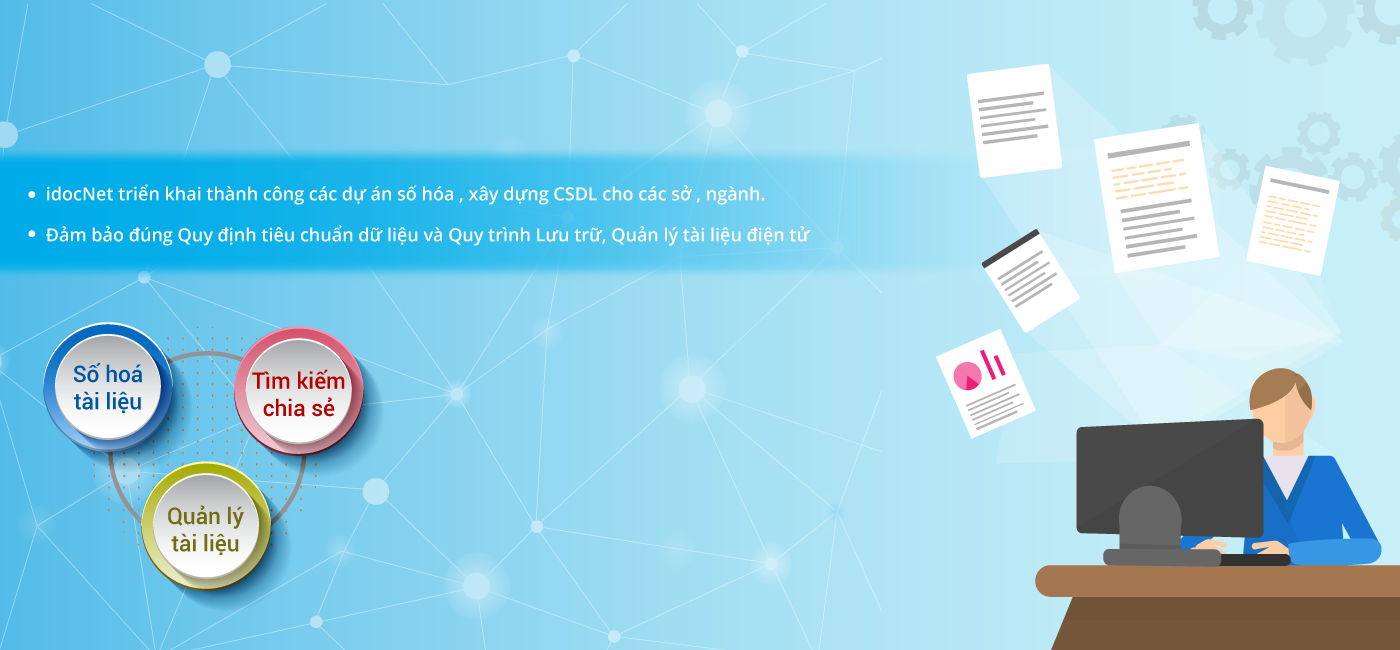 idocNet triển khai thành công các dự án số hóa , xây dựng CSDL cho các sở , ngành.
Đảm bảo đúng Quy định tiêu chuẩn dữ liệu và Quy trình Lưu trữ, Quản lý tài liệu điện tử
Số hoá
tài liệu
Tìm kiếm
chia sẻ
Quản lý
tài liệu